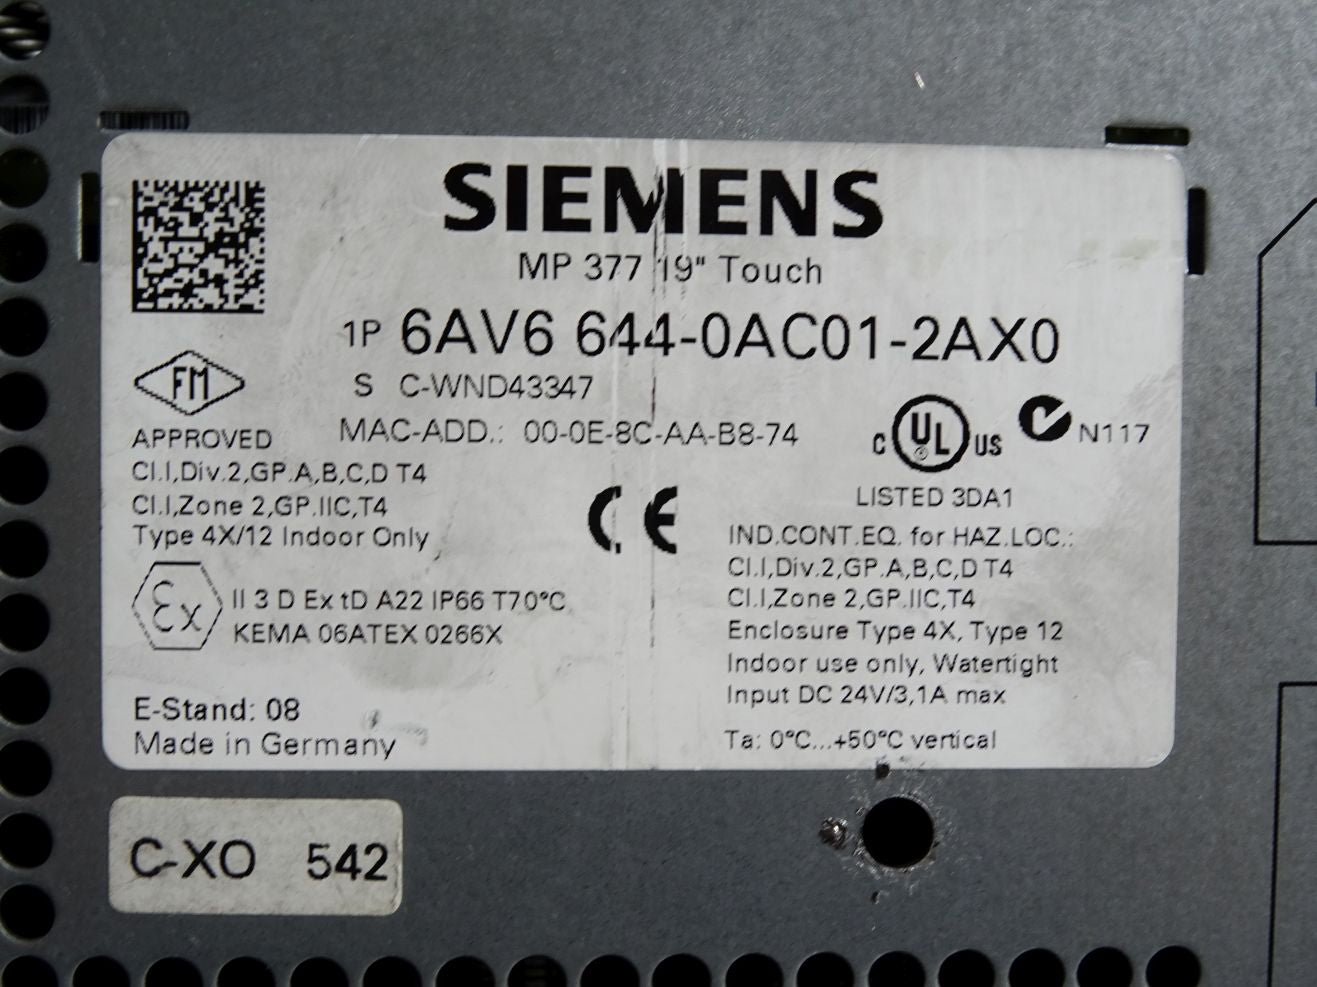 SIEMENS
MP 377 19" Touch
1P 6AV6 644-0AC01-2AX0
S C-WND43347
MAC-ADD.: 00-0E-8C-AA-B8-74
FM
APPROVED
Cl.I,Div.2,GP.A,B,C,D T4
Cl.I,Zone 2,GP.IIC,T4
Type 4X/12 Indoor Only
C UL US N117
®
LISTED 3DA1
CE
IND.CONT.EQ. for HAZ.LOC.:
Cl.I,Div.2,GP.A,B,C,D T4
Cl.I,Zone 2,GP.IIC,T4
Enclosure Type 4X, Type 12
Indoor use only, Watertight
Input DC 24V/3,1A max
Ta: 0°C...+50°C vertical
Ex
II 3 D Ex tD A22 IP66 T70°C
KEMA 06ATEX 0266X
E-Stand: 08
Made in Germany
C-XO 542